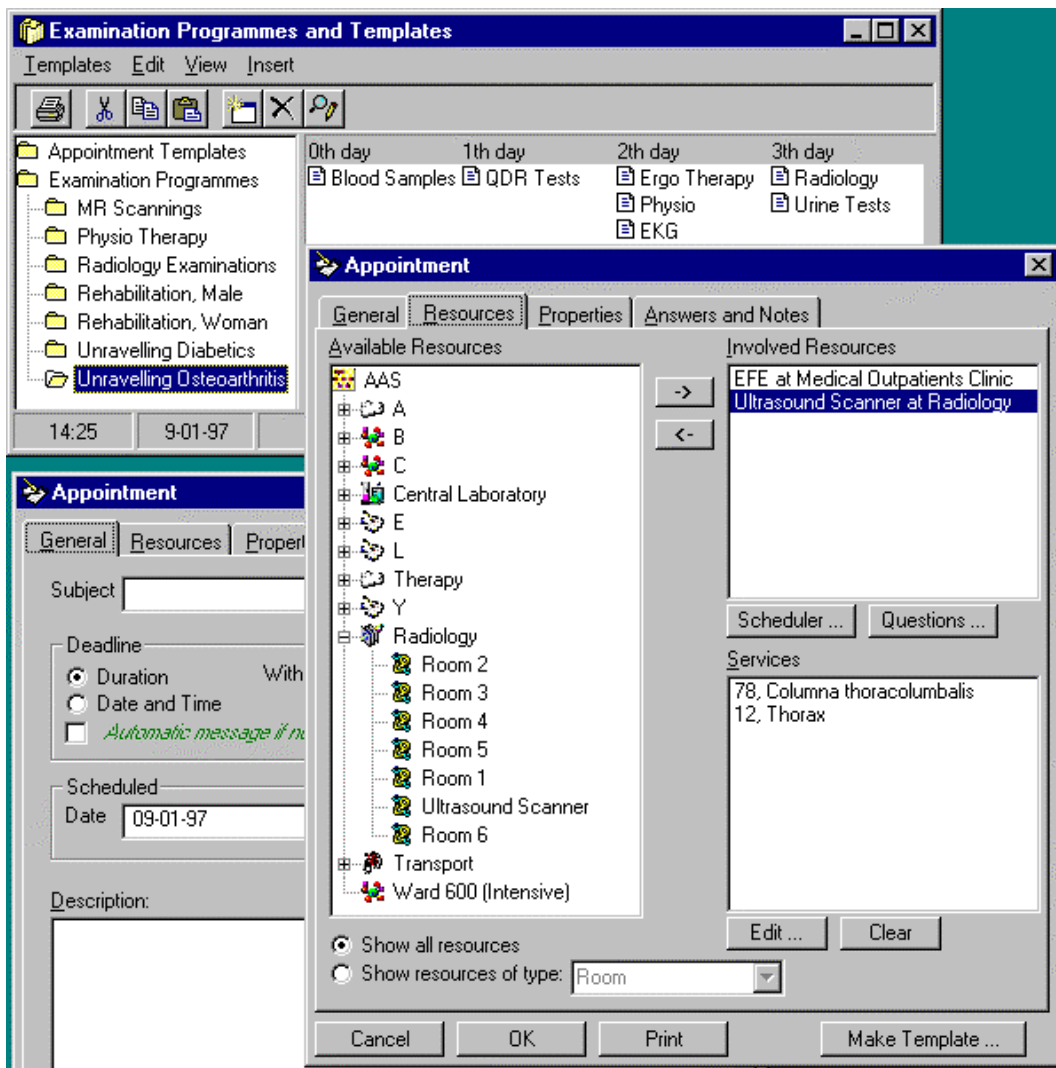 Examination Programmes and Templates
Templates Edit View Insert
Appointment Templates
Examination Programmes
MR Scannings
Physio Therapy
Radiology Examinations
Rehabilitation, Male
Rehabilitation, Woman
Unravelling Diabetics
Unravelling Osteoarthritis
0th day 1th day 2th day 3th day
Blood Samples QDR Tests Ergo Therapy Radiology
Physio Urine Tests
EKG
14:25 9-01-97
Appointment
General Resources Propert
Subject
Deadline
Duration With
Date and Time
Automatic message if no
Scheduled
Date 09-01-97
Description:
Appointment
General Resources Properties Answers and Notes
Available Resources
AAS
A
B
C
Central Laboratory
E
L
Therapy
Y
Radiology
Room 2
Room 3
Room 4
Room 5
Room 1
Ultrasound Scanner
Room 6
Transport
Ward 600 (Intensive)
Show all resources
Show resources of type: Room
->
<-
Involved Resources
EFE at Medical Outpatients Clinic
Ultrasound Scanner at Radiology
Scheduler ... Questions ...
Services
78, Columna thoracolumbalis
12, Thorax
Edit ... Clear
Cancel OK Print Make Template ...